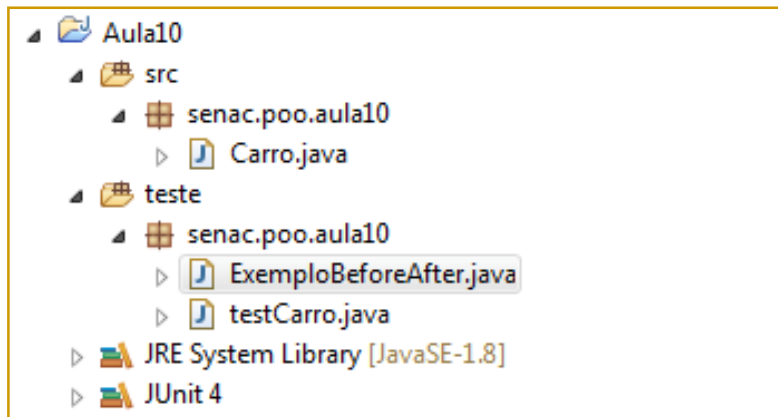 Aula10
src
senac.poo.aula10
Carro.java
teste
senac.poo.aula10
ExemploBeforeAfter.java
testCarro.java
JRE System Library [JavaSE-1.8]
JUnit 4